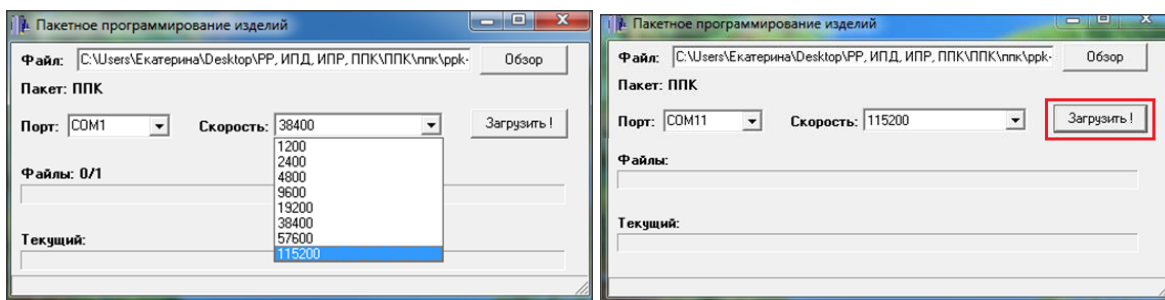 Пакетное программирование изделий
Файл: C:\Users\Екатерина\Desktop\PP, ИПД, ИПР, ППК\ППК\ппк\ppk- Обзор
Пакет: ППК
Порт: COM1 Скорость: 38400 Загрузить !
1200
2400
4800
9600
19200
38400
57600
115200
Файлы: 0/1
Текущий:
Пакетное программирование изделий
Файл: C:\Users\Екатерина\Desktop\PP, ИПД, ИПР, ППК\ППК\ппк\ppk- Обзор
Пакет: ППК
Порт: COM11 Скорость: 115200 Загрузить !
Файлы:
Текущий: